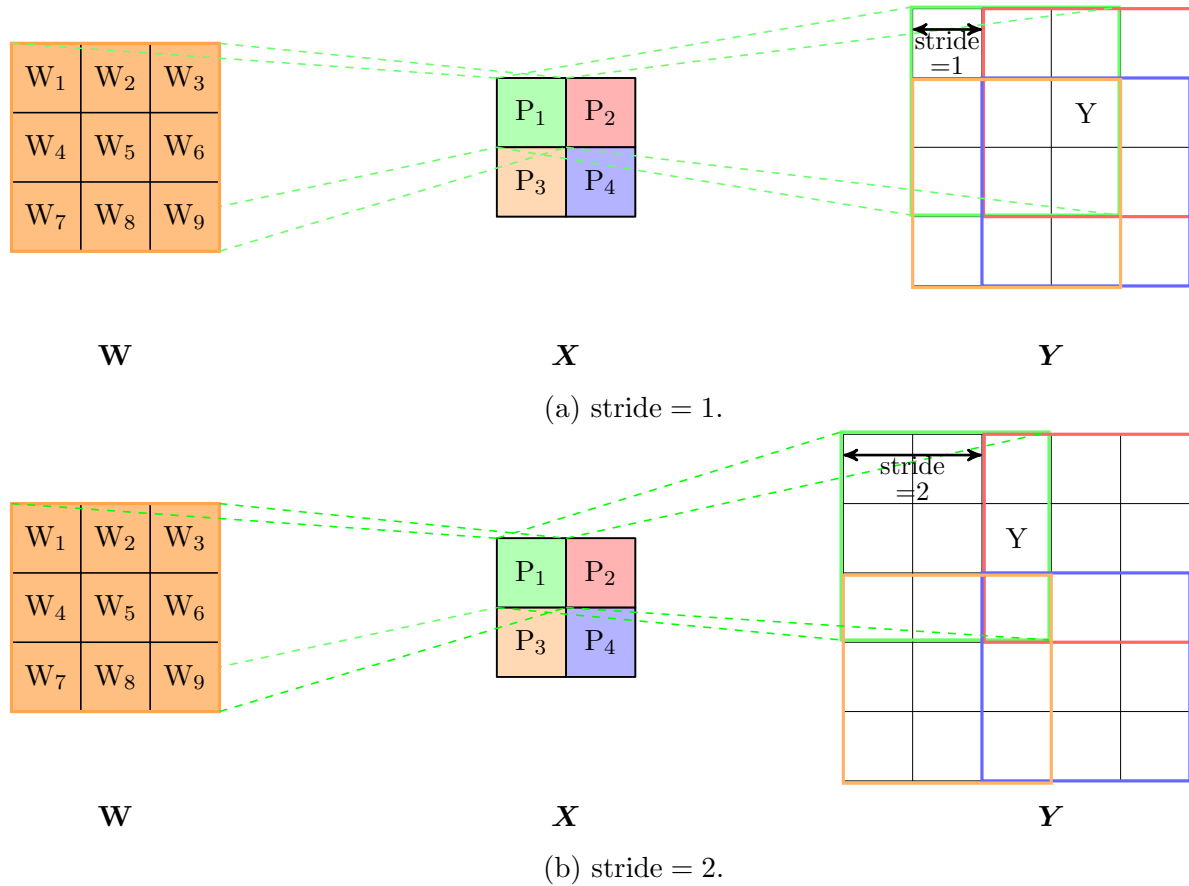 W₁ W₂ W₃
W₄ W₅ W₆
W₇ W₈ W₉
P₁ P₂
P₃ P₄
stride
=1
Y
W X Y
(a) stride = 1.
W₁ W₂ W₃
W₄ W₅ W₆
W₇ W₈ W₉
P₁ P₂
P₃ P₄
stride
=2
Y
W X Y
(b) stride = 2.